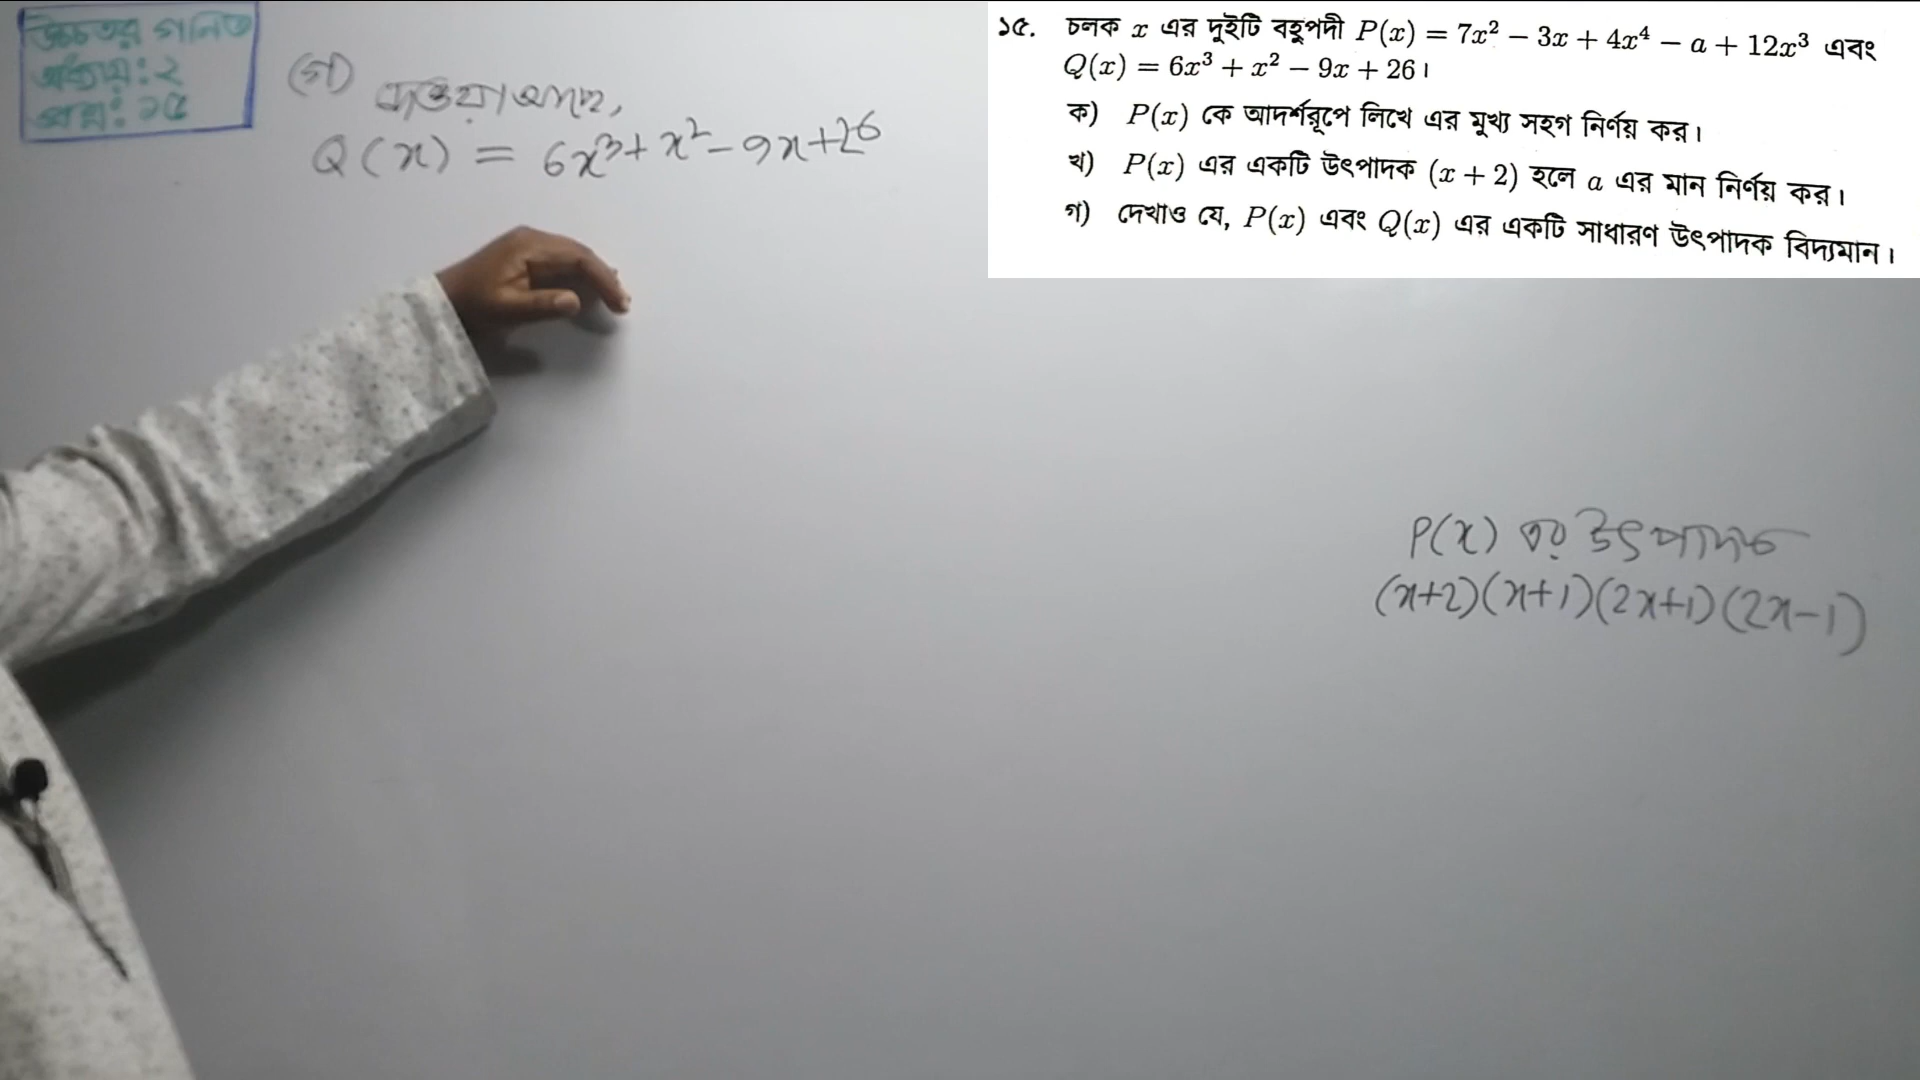 উচ্চতর গনিত
অধ্যায়: ২
প্রশ্ন: ১৫
(গ) দেওয়া আছে,
Q(x) = 6x³ + x² - 9x + 26
১৫. চলক x এর দুইটি বহুপদী P(x) = 7x² − 3x + 4x⁴ − a + 12x³ এবং
Q(x) = 6x³ + x² − 9x + 26।
ক) P(x) কে আদর্শরূপে লিখে এর মুখ্য সহগ নির্ণয় কর।
খ) P(x) এর একটি উৎপাদক (x + 2) হলে a এর মান নির্ণয় কর।
গ) দেখাও যে, P(x) এবং Q(x) এর একটি সাধারণ উৎপাদক বিদ্যমান।
P(x) এর উৎপাদক
(x+2)(x+1)(2x+1)(2x-1)